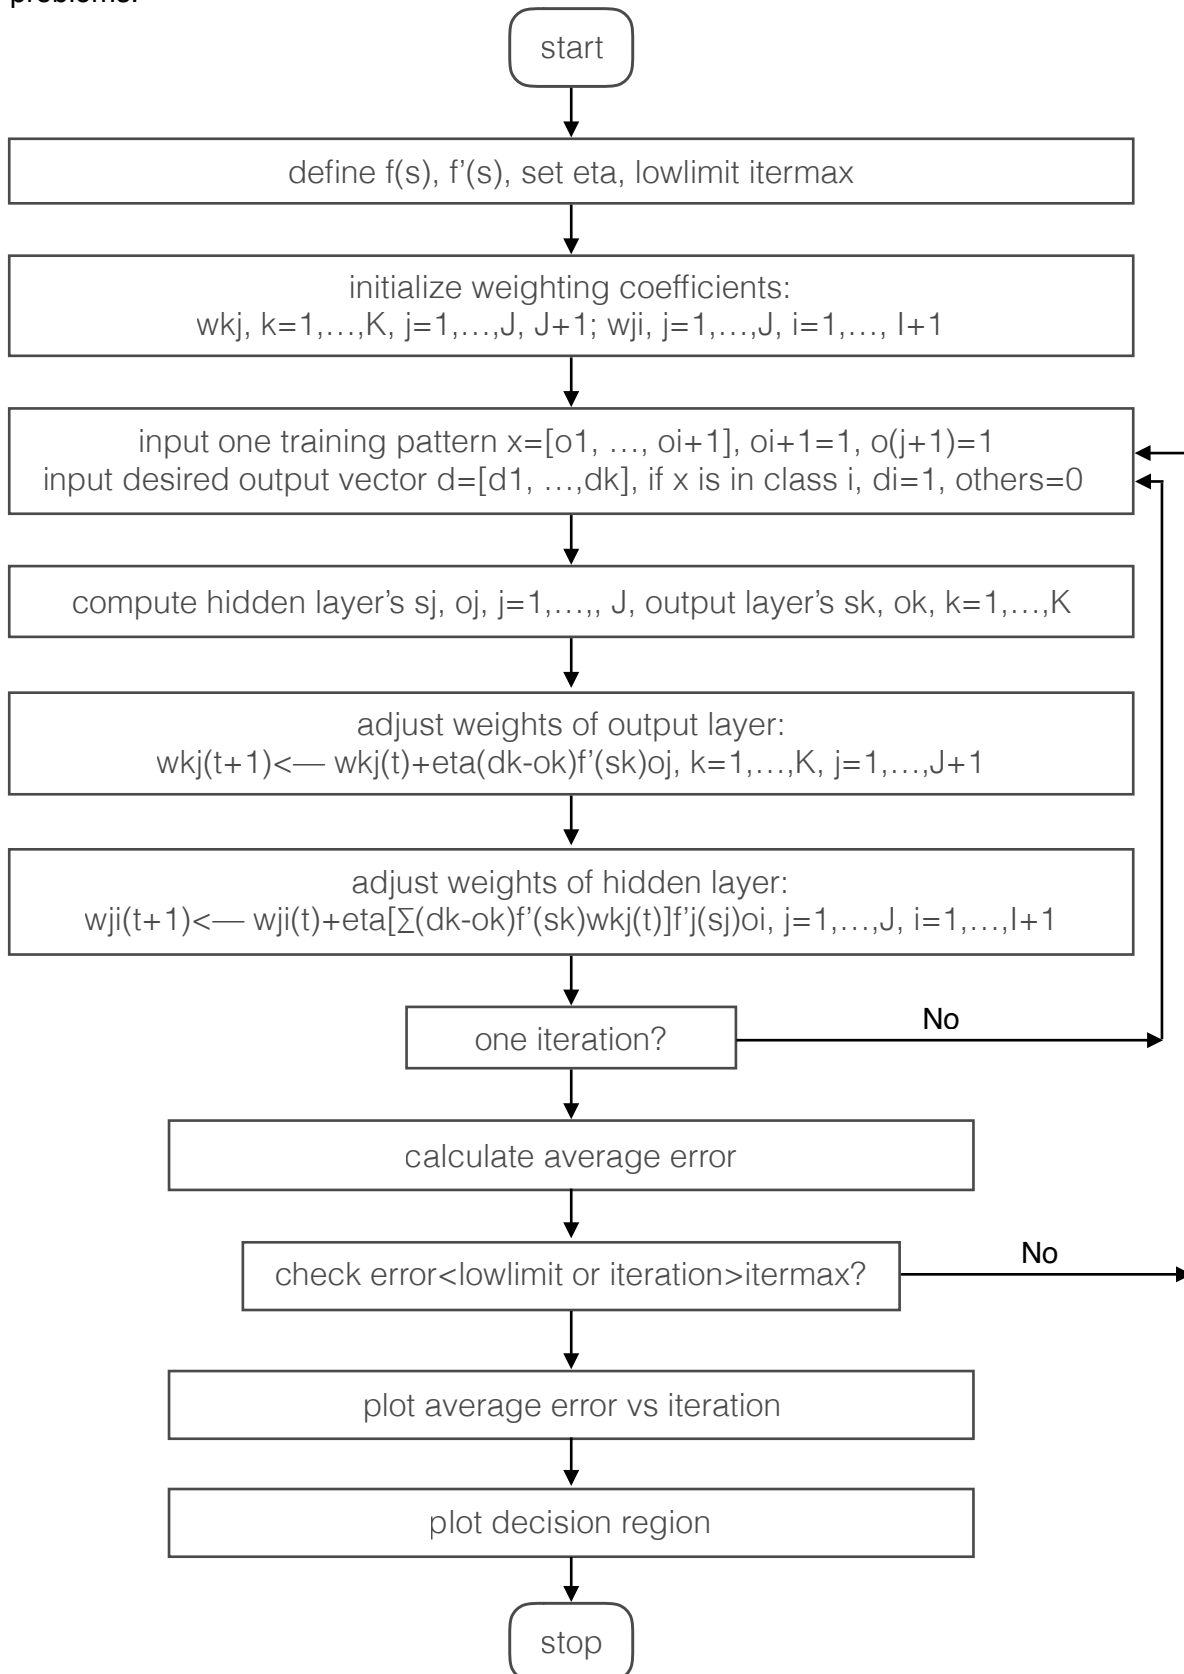 problems.
start
define f(s), f’(s), set eta, lowlimit itermax
initialize weighting coefficients:
wkj, k=1,…,K, j=1,…,J, J+1; wji, j=1,…,J, i=1,…, I+1
input one training pattern x=[o1, …, oi+1], oi+1=1, o(j+1)=1
input desired output vector d=[d1, …,dk], if x is in class i, di=1, others=0
compute hidden layer’s sj, oj, j=1,…,, J, output layer’s sk, ok, k=1,…,K
adjust weights of output layer:
wkj(t+1)<— wkj(t)+eta(dk-ok)f’(sk)oj, k=1,…,K, j=1,…,J+1
adjust weights of hidden layer:
wji(t+1)<— wji(t)+eta[∑(dk-ok)f’(sk)wkj(t)]f’j(sj)oi, j=1,…,J, i=1,…,I+1
one iteration?
No
calculate average error
check error<lowlimit or iteration>itermax?
No
plot average error vs iteration
plot decision region
stop